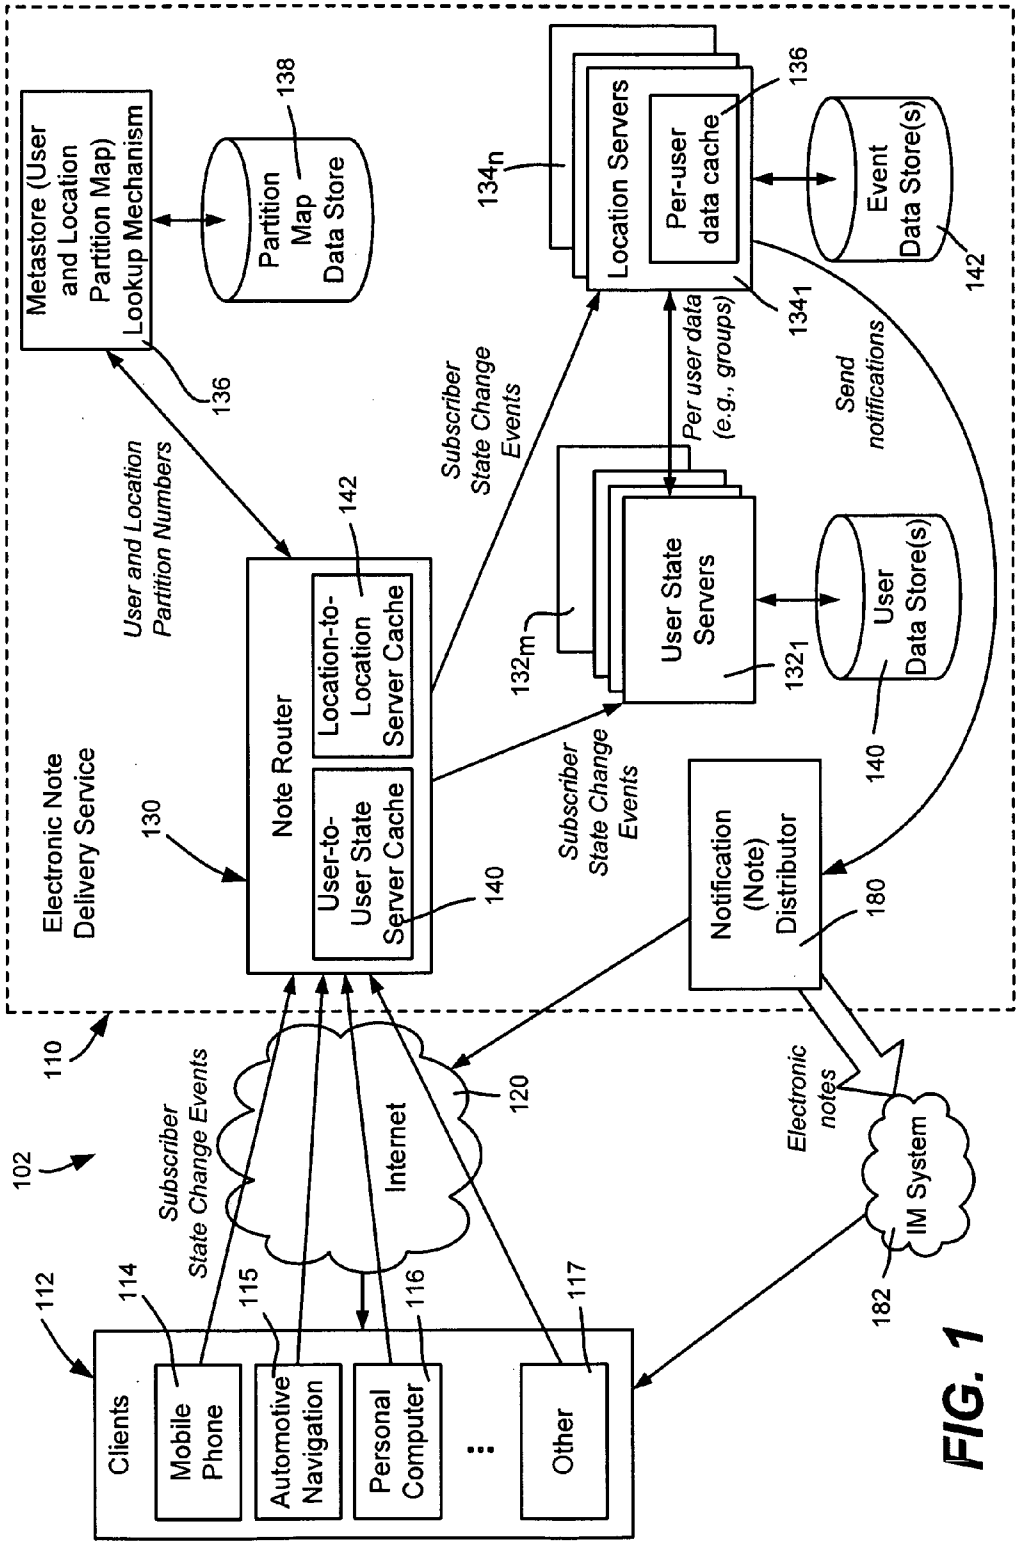 102
110
Electronic Note
Delivery Service
112
Clients
114
Mobile
Phone
115
Automotive
Navigation
116
Personal
Computer
117
Other
Subscriber
State Change Events
Internet
120
130
Note Router
User-to-
User State
Server Cache
140
Location-to-
Location
Server Cache
142
User and Location
Partition Numbers
Metastore (User
and Location
Partition Map)
Lookup Mechanism
136
Partition
Map
Data Store
138
Subscriber
State Change
Events
Subscriber
State Change
Events
132m
User State
Servers
1321
User
Data Store(s)
140
Per user data
(e.g., groups)
134n
Location Servers
Per-user
data cache
136
1341
Event
Data Store(s)
142
Send
notifications
Notification
(Note)
Distributor
180
Electronic
notes
IM System
182
FIG. 1